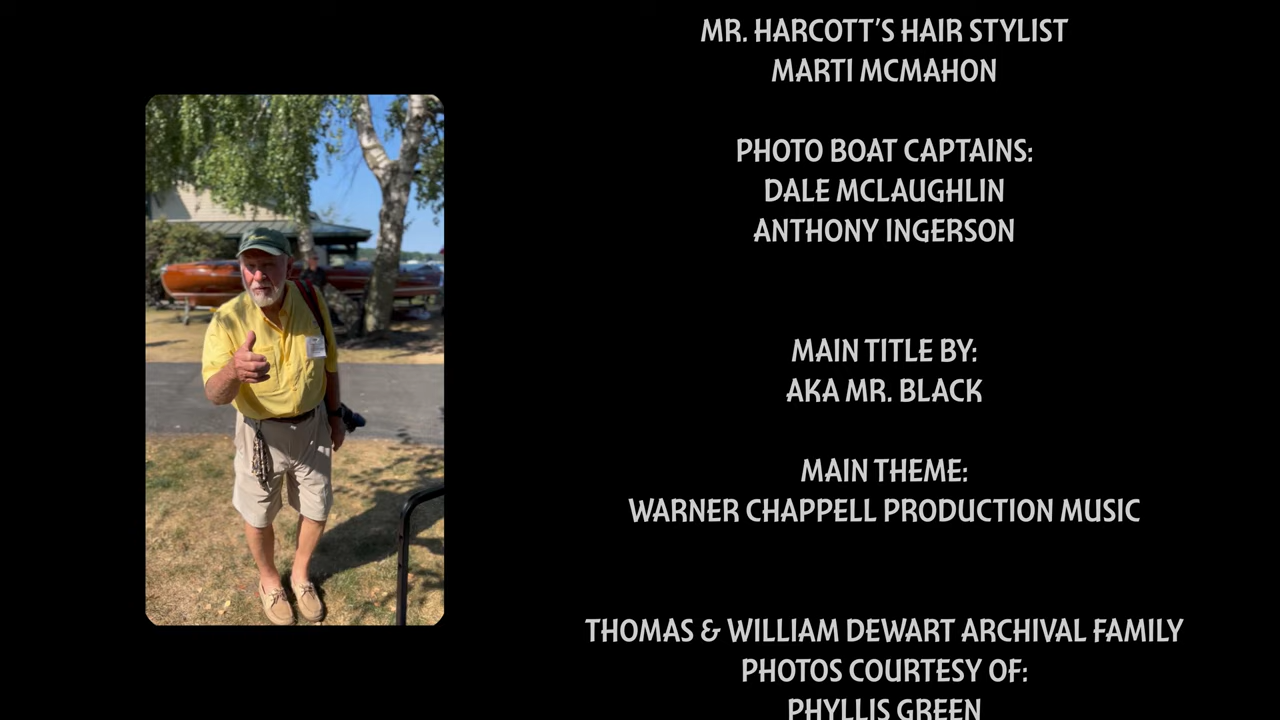 MR. HARCOTT'S HAIR STYLIST
MARTI MCMAHON
PHOTO BOAT CAPTAINS:
DALE MCLAUGHLIN
ANTHONY INGERSON
MAIN TITLE BY:
AKA MR. BLACK
MAIN THEME:
WARNER CHAPPELL PRODUCTION MUSIC
THOMAS & WILLIAM DEWART ARCHIVAL FAMILY
PHOTOS COURTESY OF:
PHYLLIS GREEN